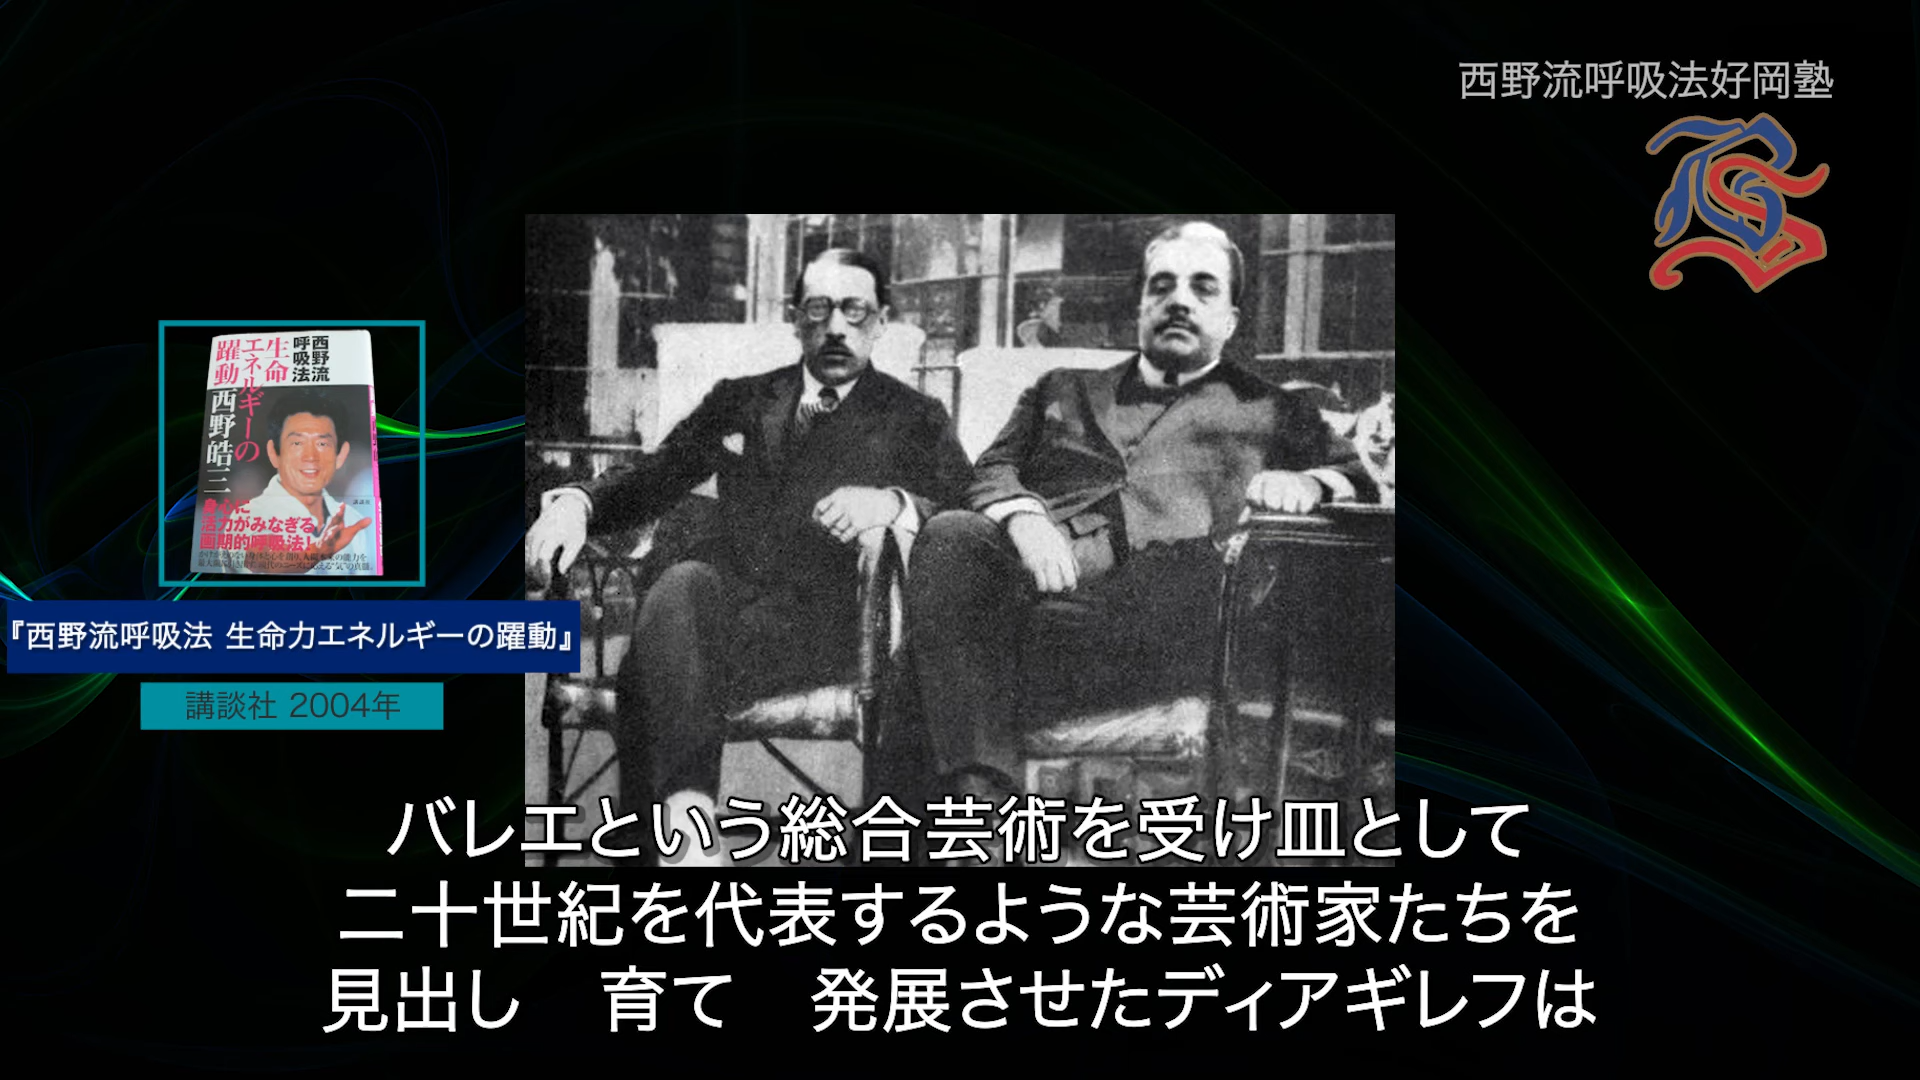 西野流呼吸法好岡塾
西野流
呼吸法
生命
エネルギーの
躍動
西野皓三
講談社
身心に
活力がみなぎる
画期的呼吸法！
『西野流呼吸法 生命力エネルギーの躍動』
講談社 2004年
バレエという総合芸術を受け皿として
二十世紀を代表するような芸術家たちを
見出し　育て　発展させたディアギレフは